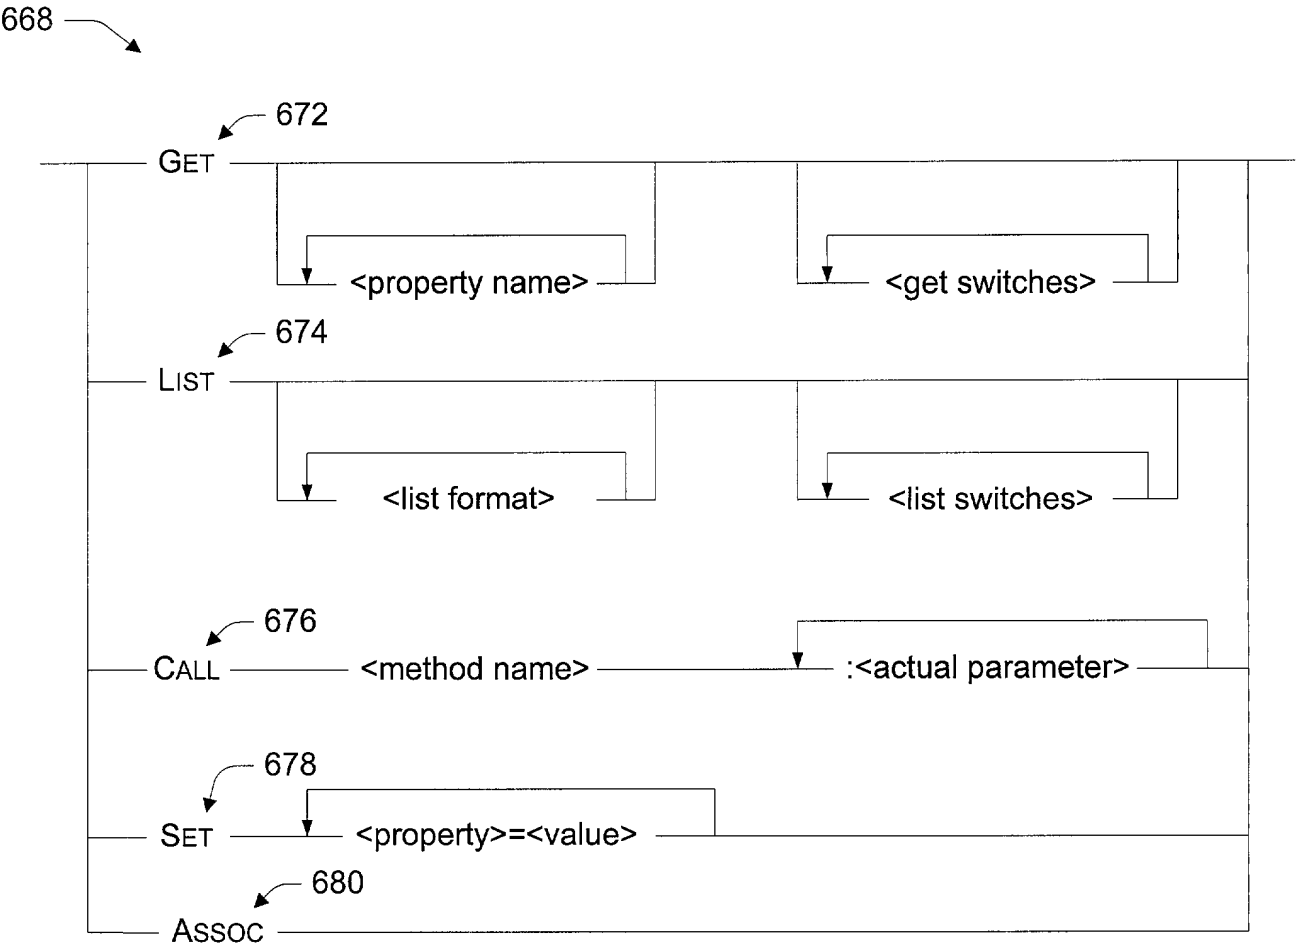 668
672
GET
<property name> <get switches>
674
LIST
<list format> <list switches>
676
CALL <method name> :<actual parameter>
678
SET <property>=<value>
680
ASSOC